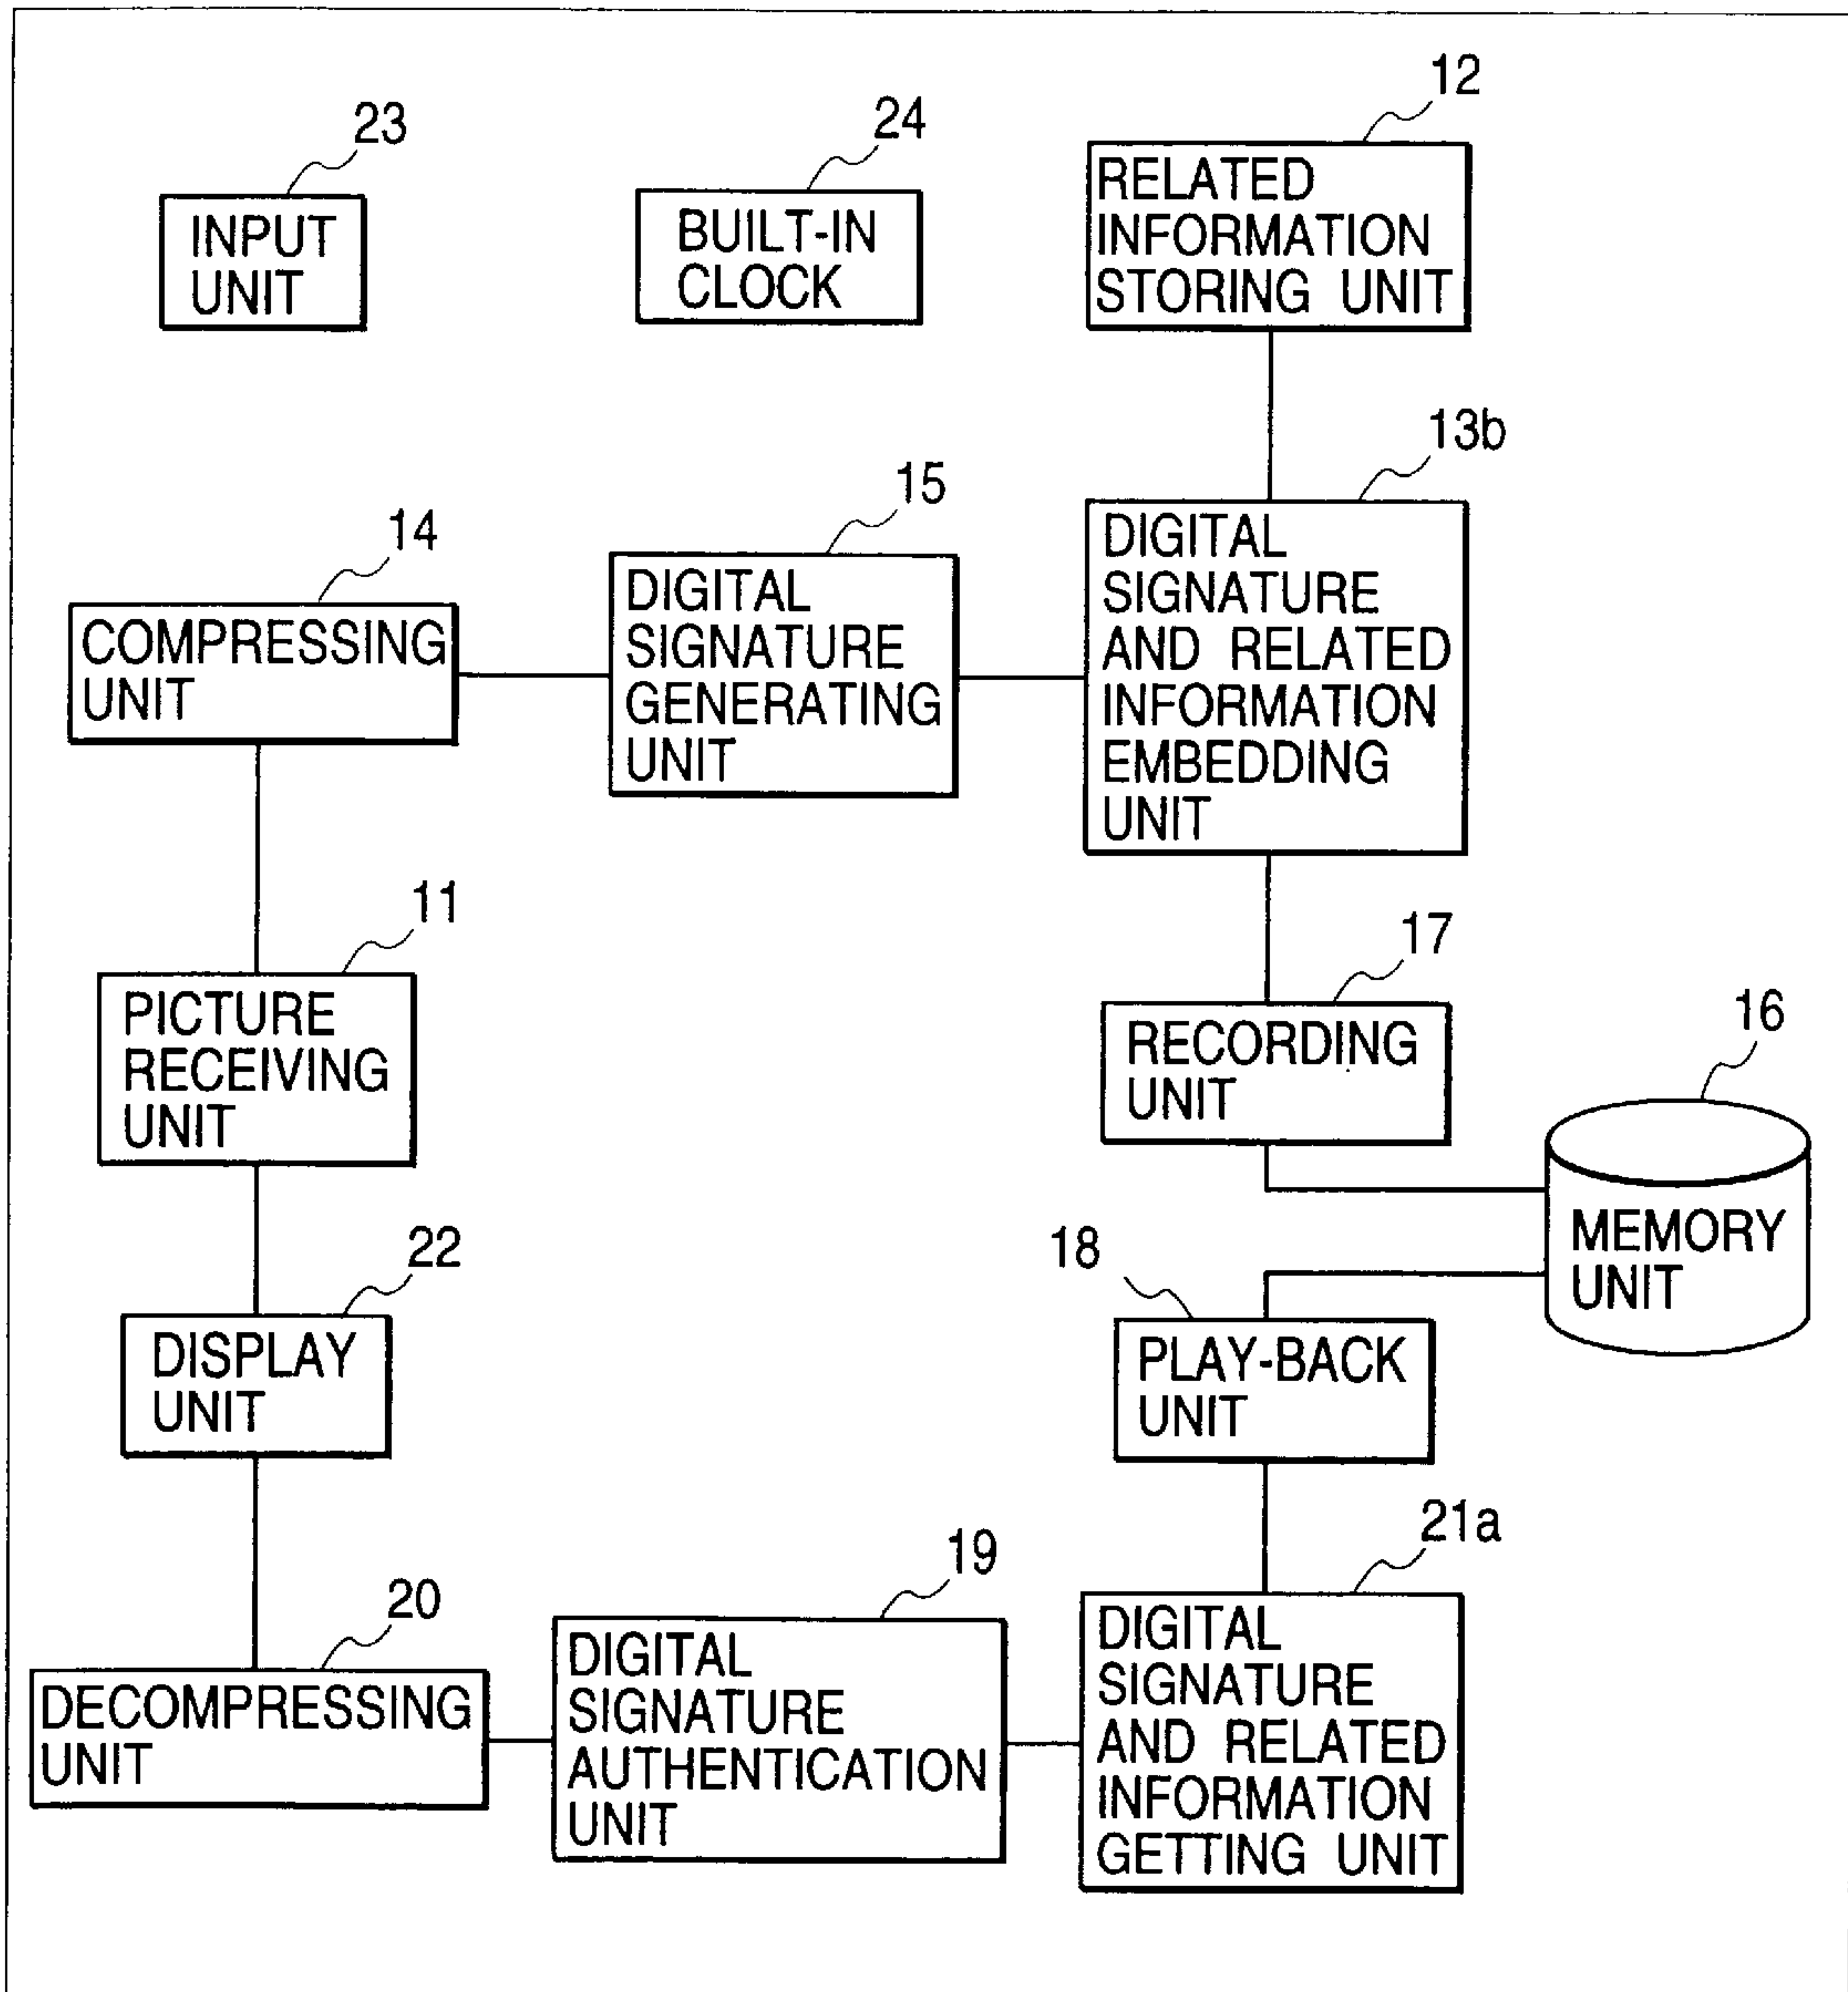 12
23
24
RELATED
INFORMATION
STORING UNIT
INPUT
UNIT
BUILT-IN
CLOCK
13b
15
14
DIGITAL
SIGNATURE
AND RELATED
INFORMATION
EMBEDDING
UNIT
DIGITAL
SIGNATURE
GENERATING
UNIT
COMPRESSING
UNIT
11
17
PICTURE
RECEIVING
UNIT
RECORDING
UNIT
16
MEMORY
UNIT
22
18
DISPLAY
UNIT
PLAY-BACK
UNIT
21a
19
20
DIGITAL
SIGNATURE
AND RELATED
INFORMATION
GETTING UNIT
DIGITAL
SIGNATURE
AUTHENTICATION
UNIT
DECOMPRESSING
UNIT